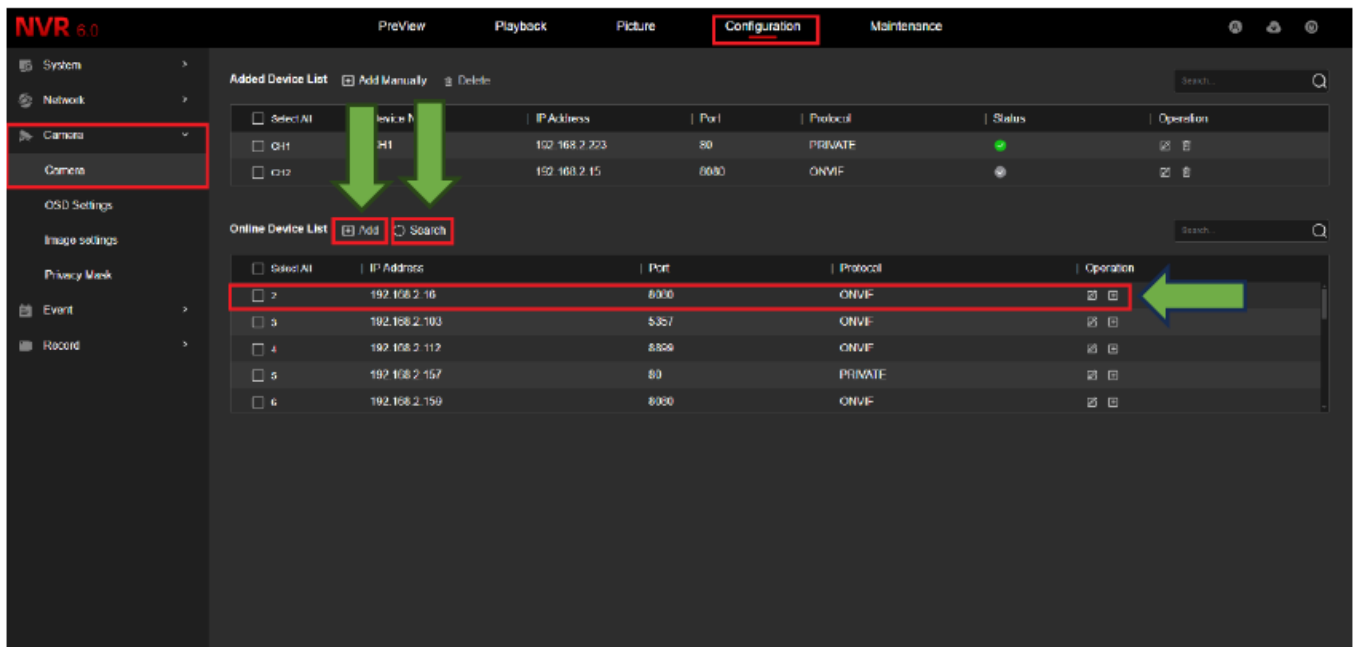 NVR 6.0 PreView Playback Picture Configuration Maintenance
System
Network
Camera
Camera
OSD Settings
Image settings
Privacy Mask
Event
Record
Added Device List Add Manually Delete Search...
Select All IP Address Port Protocol Status Operation
CH1 192.168.2.223 80 PRIVATE
CH2 192.168.2.15 8080 ONVIF
Online Device List Add Search Search...
Select All IP Address Port Protocol Operation
2 192.168.2.16 8080 ONVIF
3 192.168.2.103 5357 ONVIF
4 192.168.2.112 8899 ONVIF
5 192.168.2.157 80 PRIVATE
6 192.168.2.159 8080 ONVIF